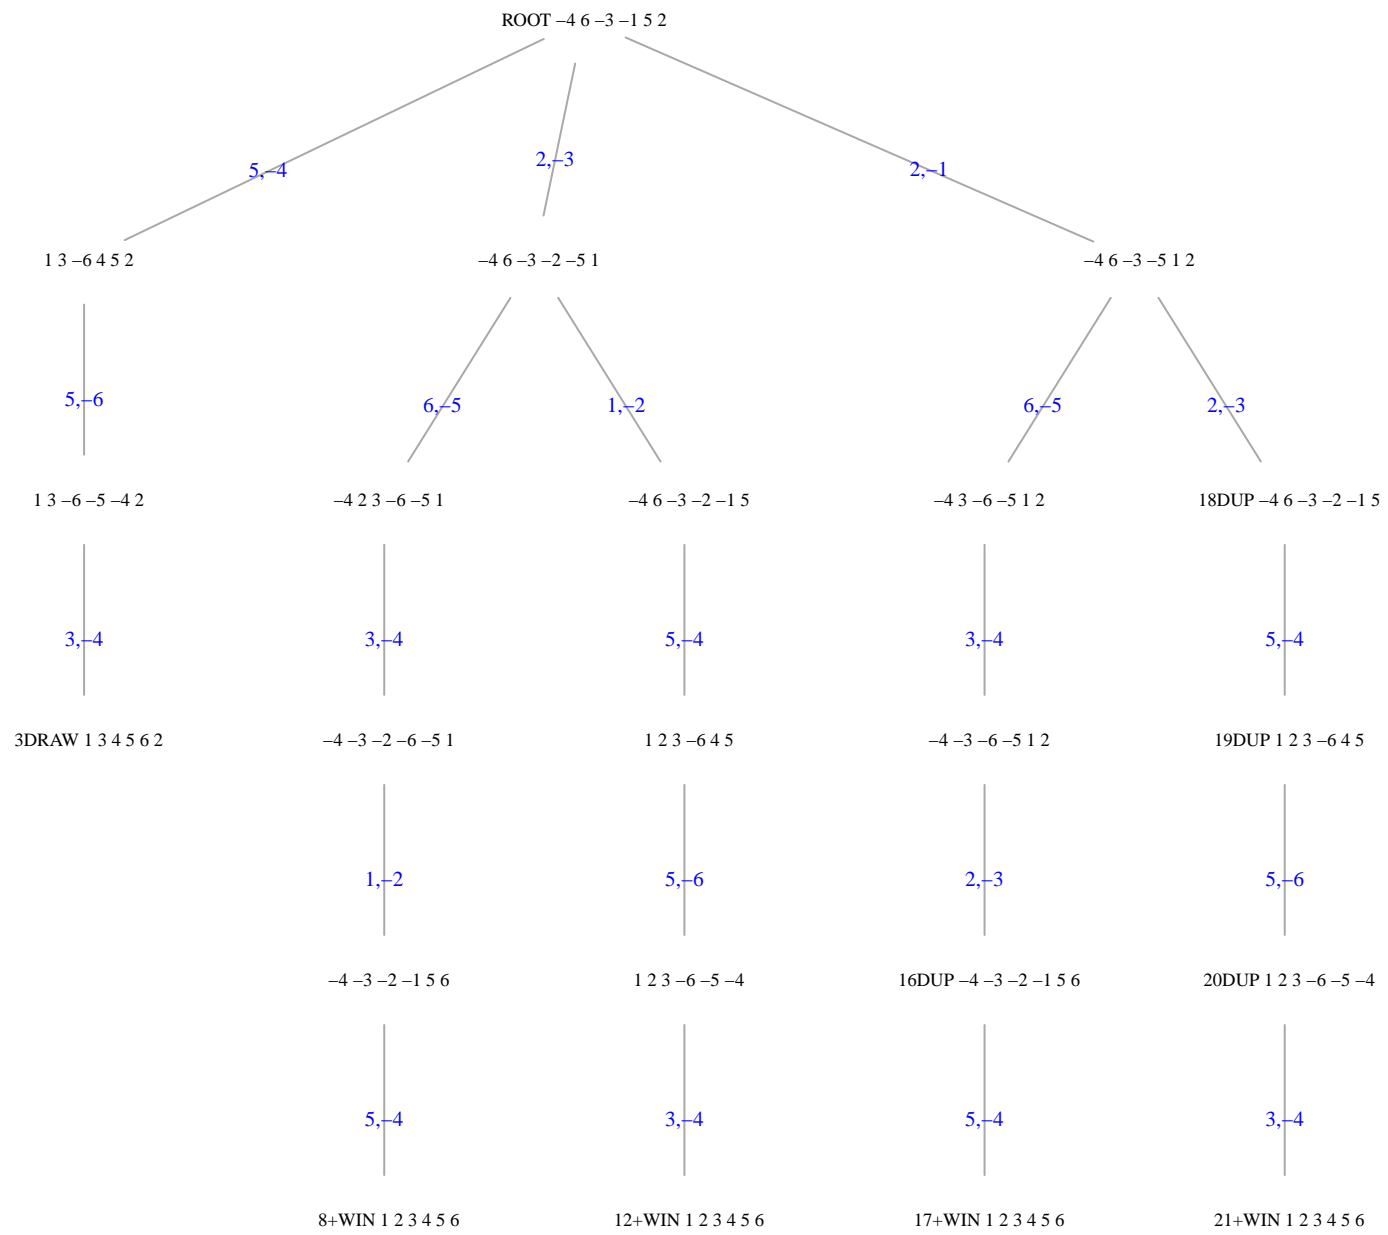 ROOT –4 6 –3 –1 5 2
5,–4
2,–3
2,–1
1 3 –6 4 5 2
–4 6 –3 –2 –5 1
–4 6 –3 –5 1 2
5,–6
6,–5
1,–2
6,–5
2,–3
1 3 –6 –5 –4 2
–4 2 3 –6 –5 1
–4 6 –3 –2 –1 5
–4 3 –6 –5 1 2
18DUP –4 6 –3 –2 –1 5
3,–4
3,–4
5,–4
3,–4
5,–4
3DRAW 1 3 4 5 6 2
–4 –3 –2 –6 –5 1
1 2 3 –6 4 5
–4 –3 –6 –5 1 2
19DUP 1 2 3 –6 4 5
1,–2
5,–6
2,–3
5,–6
–4 –3 –2 –1 5 6
1 2 3 –6 –5 –4
16DUP –4 –3 –2 –1 5 6
20DUP 1 2 3 –6 –5 –4
5,–4
3,–4
5,–4
3,–4
8+WIN 1 2 3 4 5 6
12+WIN 1 2 3 4 5 6
17+WIN 1 2 3 4 5 6
21+WIN 1 2 3 4 5 6